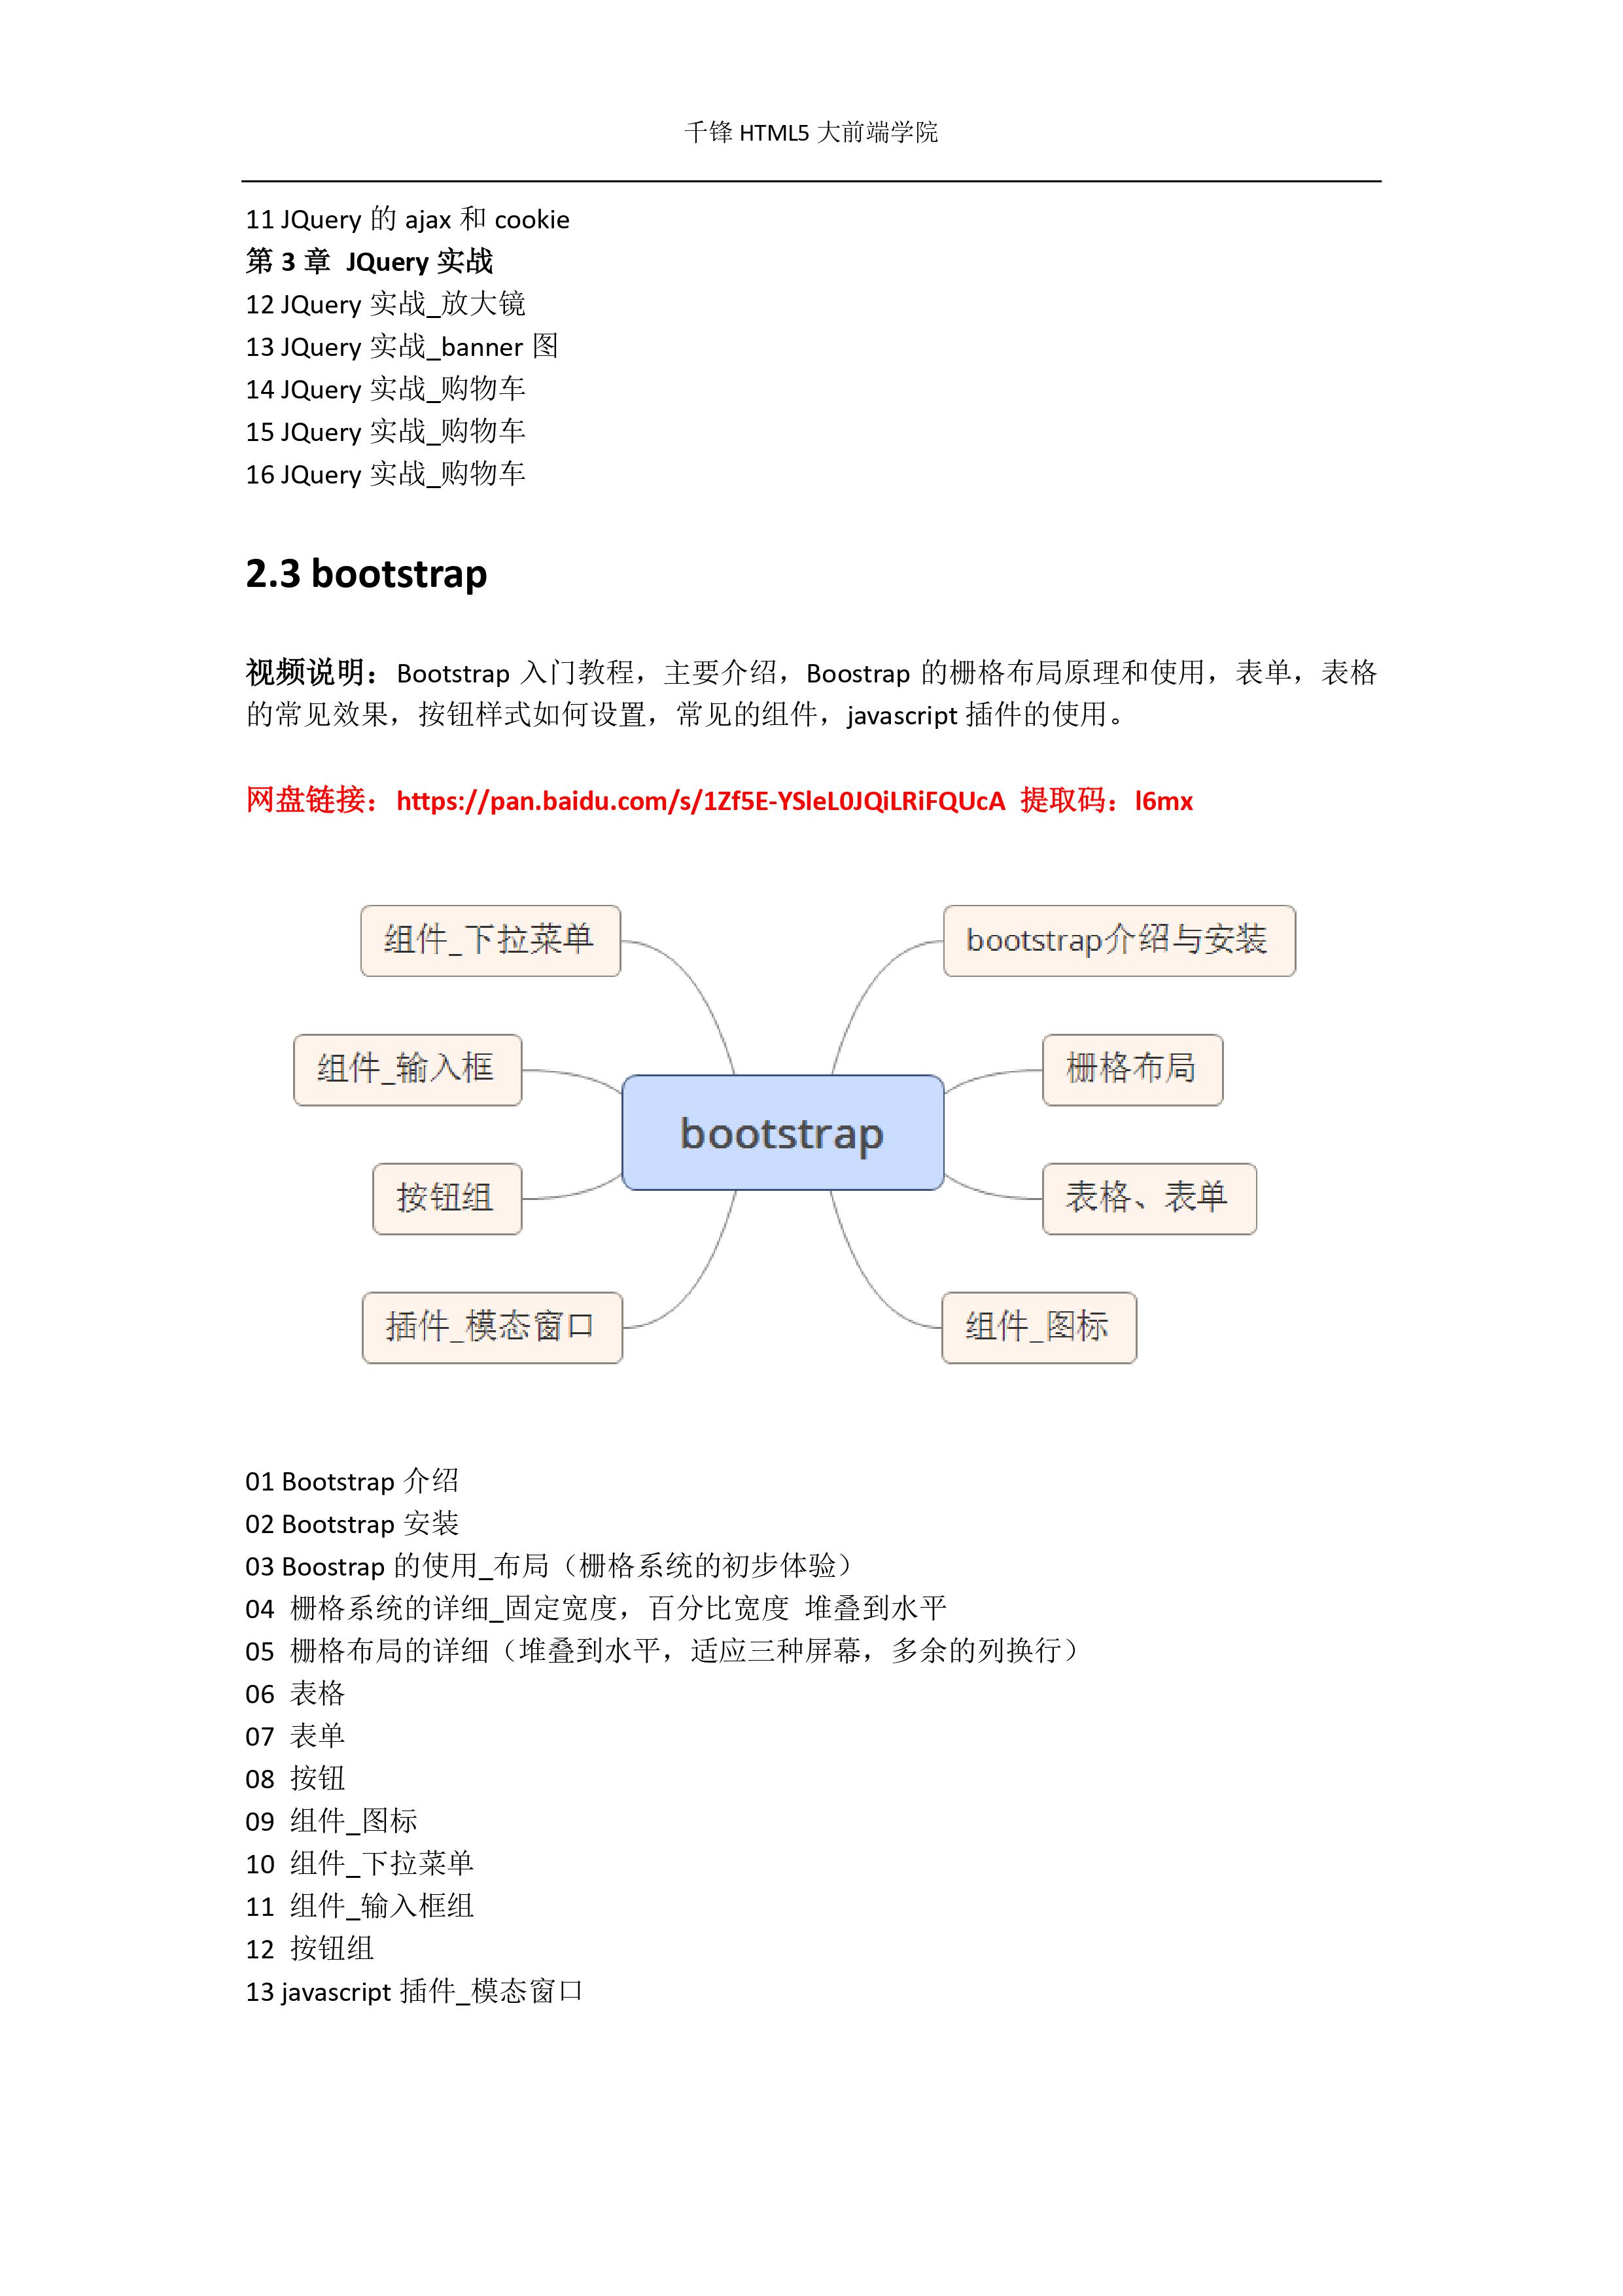 千锋 HTML5 大前端学院
11 JQuery 的 ajax 和 cookie
第 3 章 JQuery 实战
12 JQuery 实战_放大镜
13 JQuery 实战_banner 图
14 JQuery 实战_购物车
15 JQuery 实战_购物车
16 JQuery 实战_购物车
2.3 bootstrap
视频说明：Bootstrap 入门教程，主要介绍，Boostrap 的栅格布局原理和使用，表单，表格
的常见效果，按钮样式如何设置，常见的组件，javascript 插件的使用。
网盘链接：https://pan.baidu.com/s/1Zf5E-YSleL0JQiLRiFQUcA 提取码：l6mx
组件_下拉菜单
bootstrap介绍与安装
组件_输入框
栅格布局
bootstrap
按钮组
表格、表单
插件_模态窗口
组件_图标
01 Bootstrap 介绍
02 Bootstrap 安装
03 Boostrap 的使用_布局（栅格系统的初步体验）
04 栅格系统的详细_固定宽度，百分比宽度 堆叠到水平
05 栅格布局的详细（堆叠到水平，适应三种屏幕，多余的列换行）
06 表格
07 表单
08 按钮
09 组件_图标
10 组件_下拉菜单
11 组件_输入框组
12 按钮组
13 javascript 插件_模态窗口